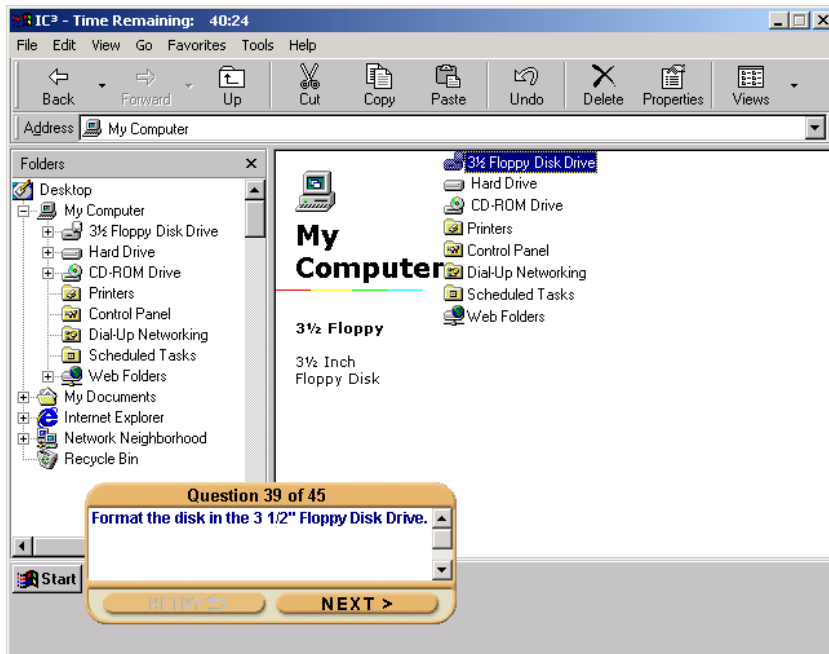 IC³ - Time Remaining: 40:24
File Edit View Go Favorites Tools Help
Back Forward Up Cut Copy Paste Undo Delete Properties Views
Address My Computer
Folders
Desktop
My Computer
3½ Floppy Disk Drive
Hard Drive
CD-ROM Drive
Printers
Control Panel
Dial-Up Networking
Scheduled Tasks
Web Folders
My Documents
Internet Explorer
Network Neighborhood
Recycle Bin
My
Computer
3½ Floppy
3½ Inch
Floppy Disk
3½ Floppy Disk Drive
Hard Drive
CD-ROM Drive
Printers
Control Panel
Dial-Up Networking
Scheduled Tasks
Web Folders
Question 39 of 45
Format the disk in the 3 1/2" Floppy Disk Drive.
RETRY NEXT >
Start